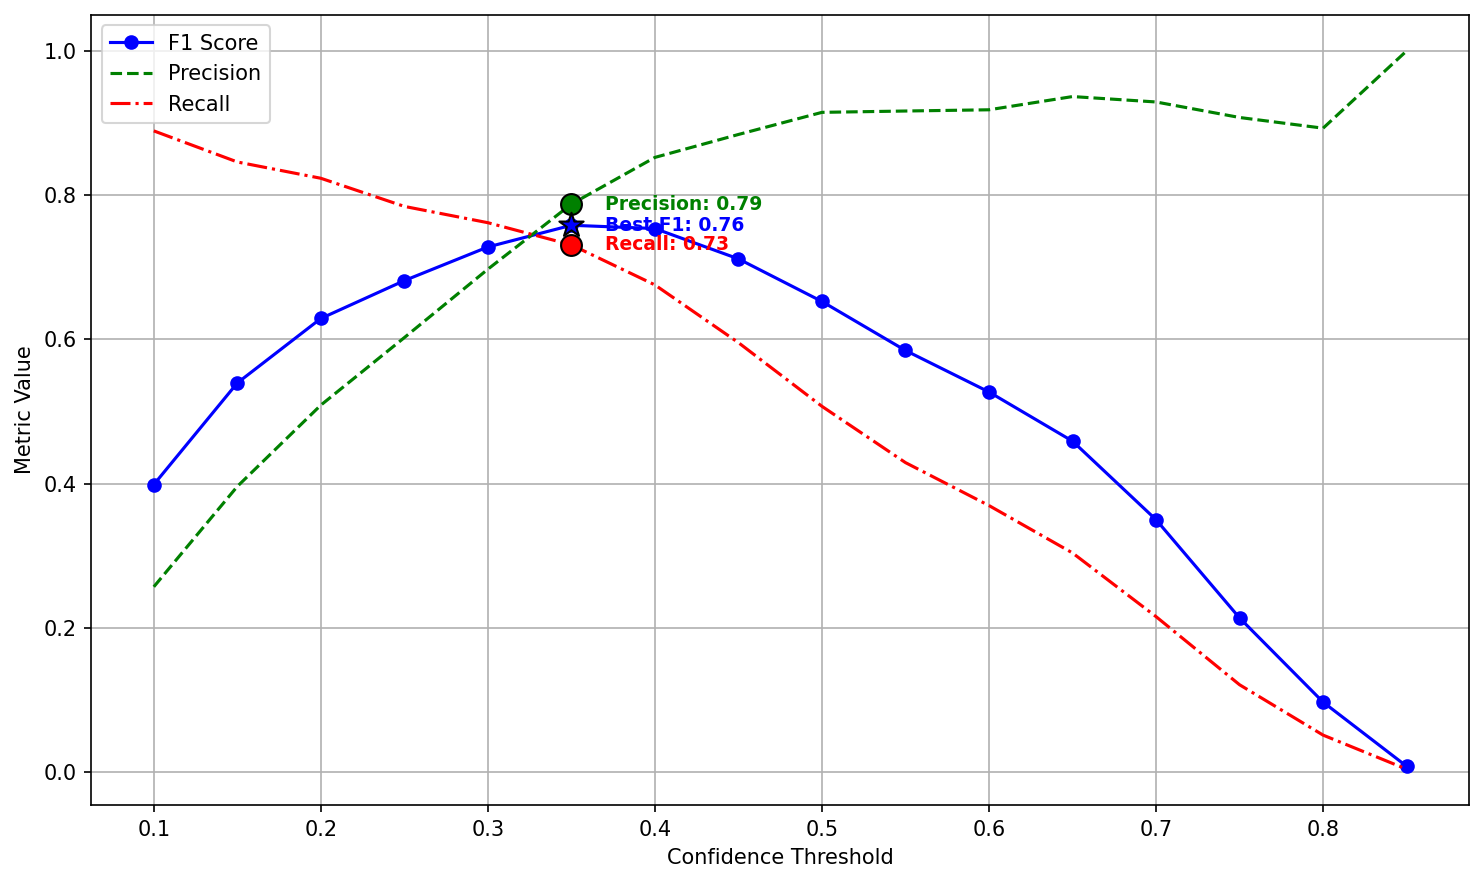 F1 Score
Precision
Recall
Precision: 0.79
Best F1: 0.76
Recall: 0.73
Metric Value
1.0
0.8
0.6
0.4
0.2
0.0
0.1 0.2 0.3 0.4 0.5 0.6 0.7 0.8
Confidence Threshold